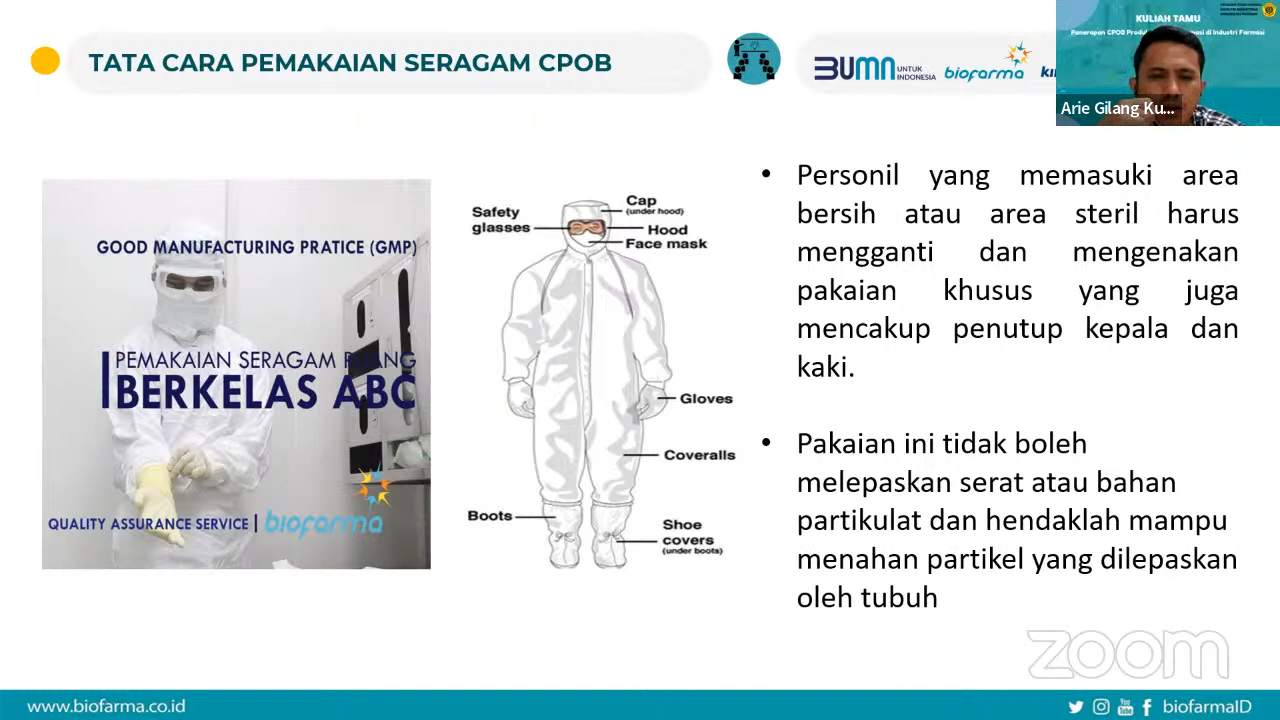 TATA CARA PEMAKAIAN SERAGAM CPOB
BUMN
UNTUK
INDONESIA
biofarma
KULIAH TAMU
Arie Gilang Ku...
GOOD MANUFACTURING PRATICE (GMP)
PEMAKAIAN SERAGAM RUANG
BERKELAS ABC
QUALITY ASSURANCE SERVICE | biofarma
Cap
(under hood)
Safety
glasses
Hood
Face mask
Gloves
Coveralls
Boots
Shoe
covers
(under boots)
• Personil yang memasuki area
bersih atau area steril harus
mengganti dan mengenakan
pakaian khusus yang juga
mencakup penutup kepala dan
kaki.
• Pakaian ini tidak boleh
melepaskan serat atau bahan
partikulat dan hendaklah mampu
menahan partikel yang dilepaskan
oleh tubuh
zoom
www.biofarma.co.id
You
Tube
biofarmaID